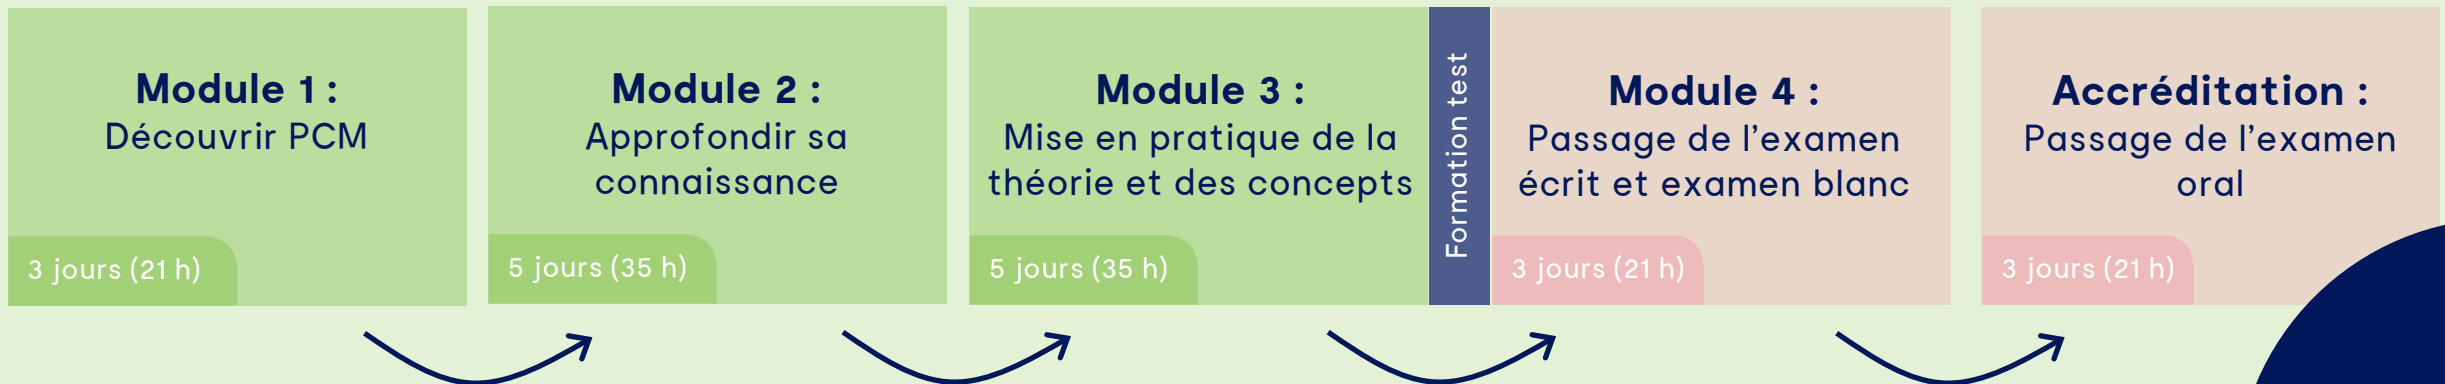 Module 1 :
Découvrir PCM
3 jours (21 h)
Module 2 :
Approfondir sa
connaissance
5 jours (35 h)
Module 3 :
Mise en pratique de la
théorie et des concepts
5 jours (35 h)
Formation test
Module 4 :
Passage de l’examen
écrit et examen blanc
3 jours (21 h)
Accréditation :
Passage de l’examen
oral
3 jours (21 h)